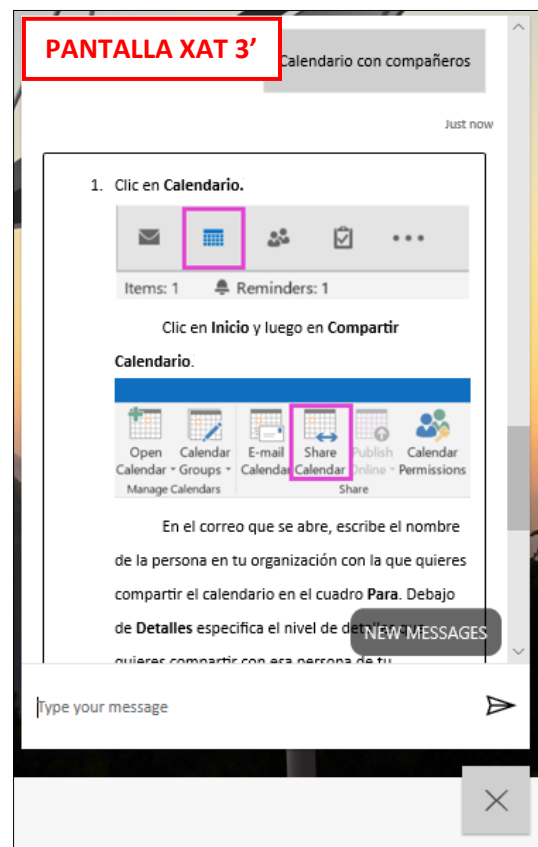 PANTALLA XAT 3’
Calendario con compañeros
Just now
1. Clic en Calendario.
Items: 1 Reminders: 1
Clic en Inicio y luego en Compartir
Calendario.
Open Calendar E-mail Share Publish Calendar
Calendar Groups Calendar Calendar Online Permissions
Manage Calendars Share
En el correo que se abre, escribe el nombre
de la persona en tu organización con la que quieres
compartir el calendario en el cuadro Para. Debajo
de Detalles especifica el nivel de detalles que
NEW MESSAGES
quieres compartir con esa persona de tu
Type your message